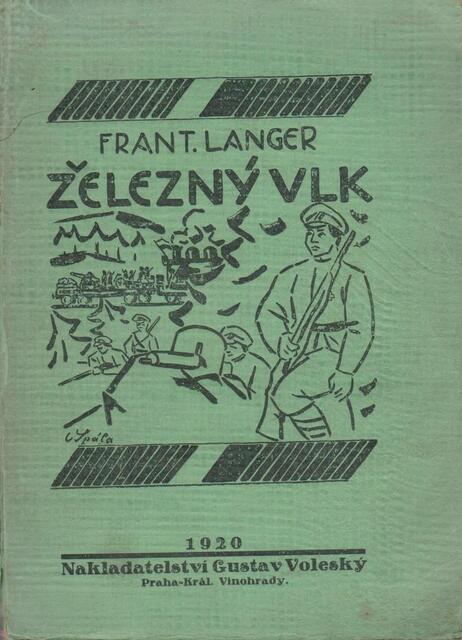 FRANT. LANGER
ŽELEZNÝ VLK
V Špála
1920
Nakladatelství Gustav Voleský
Praha-Král. Vinohrady.